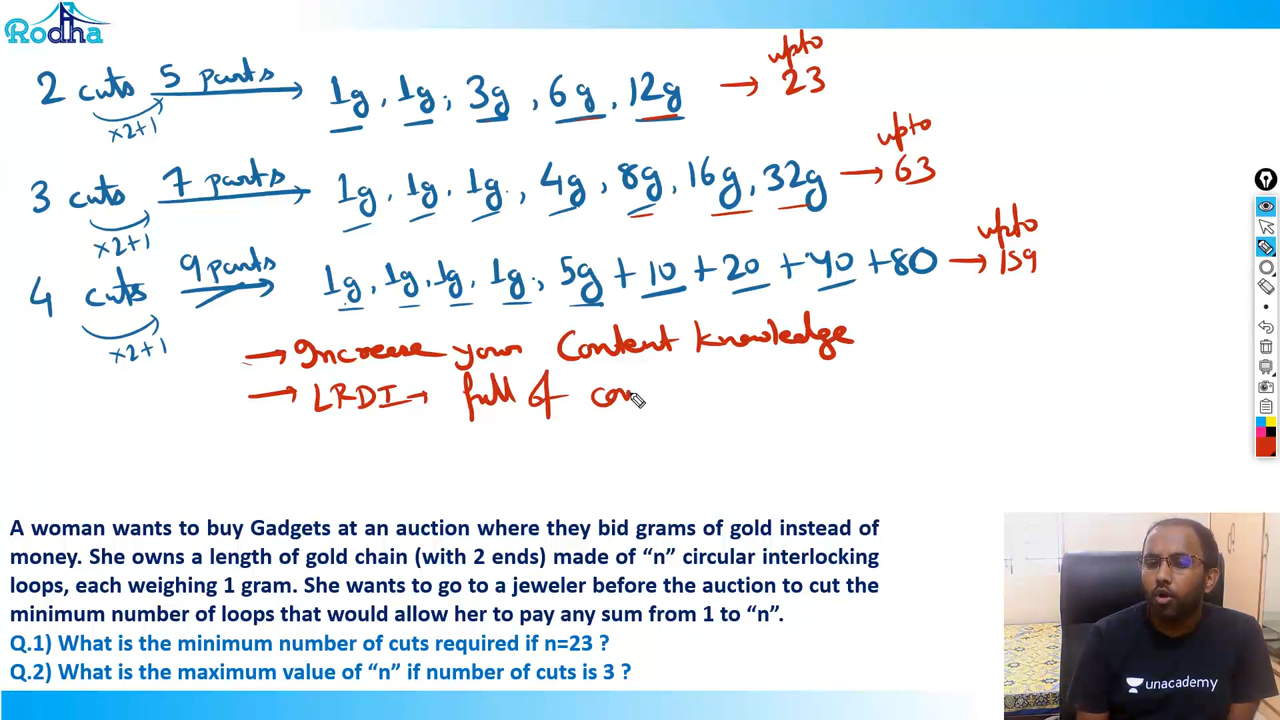 Rodha
2 cuts 5 parts → 1g, 1g, 3g, 6g, 12g → upto 23
×2+1
3 cuts 7 parts → 1g, 1g, 1g, 4g, 8g, 16g, 32g → upto 63
×2+1
4 cuts 9 parts → 1g, 1g, 1g, 1g, 5g + 10 + 20 + 40 + 80 → upto 159
×2+1
→ Increase your Content knowledge
→ LRDI → full of con
A woman wants to buy Gadgets at an auction where they bid grams of gold instead of
money. She owns a length of gold chain (with 2 ends) made of “n” circular interlocking
loops, each weighing 1 gram. She wants to go to a jeweler before the auction to cut the
minimum number of loops that would allow her to pay any sum from 1 to “n”.
Q.1) What is the minimum number of cuts required if n=23 ?
Q.2) What is the maximum value of “n” if number of cuts is 3 ?
unacademy